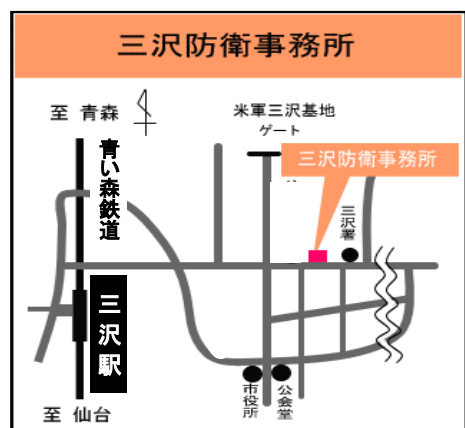 三沢防衛事務所
至 青森
米軍三沢基地
ゲート
三沢防衛事務所
青い森鉄道
三沢署
三沢駅
市役所
公会堂
至 仙台